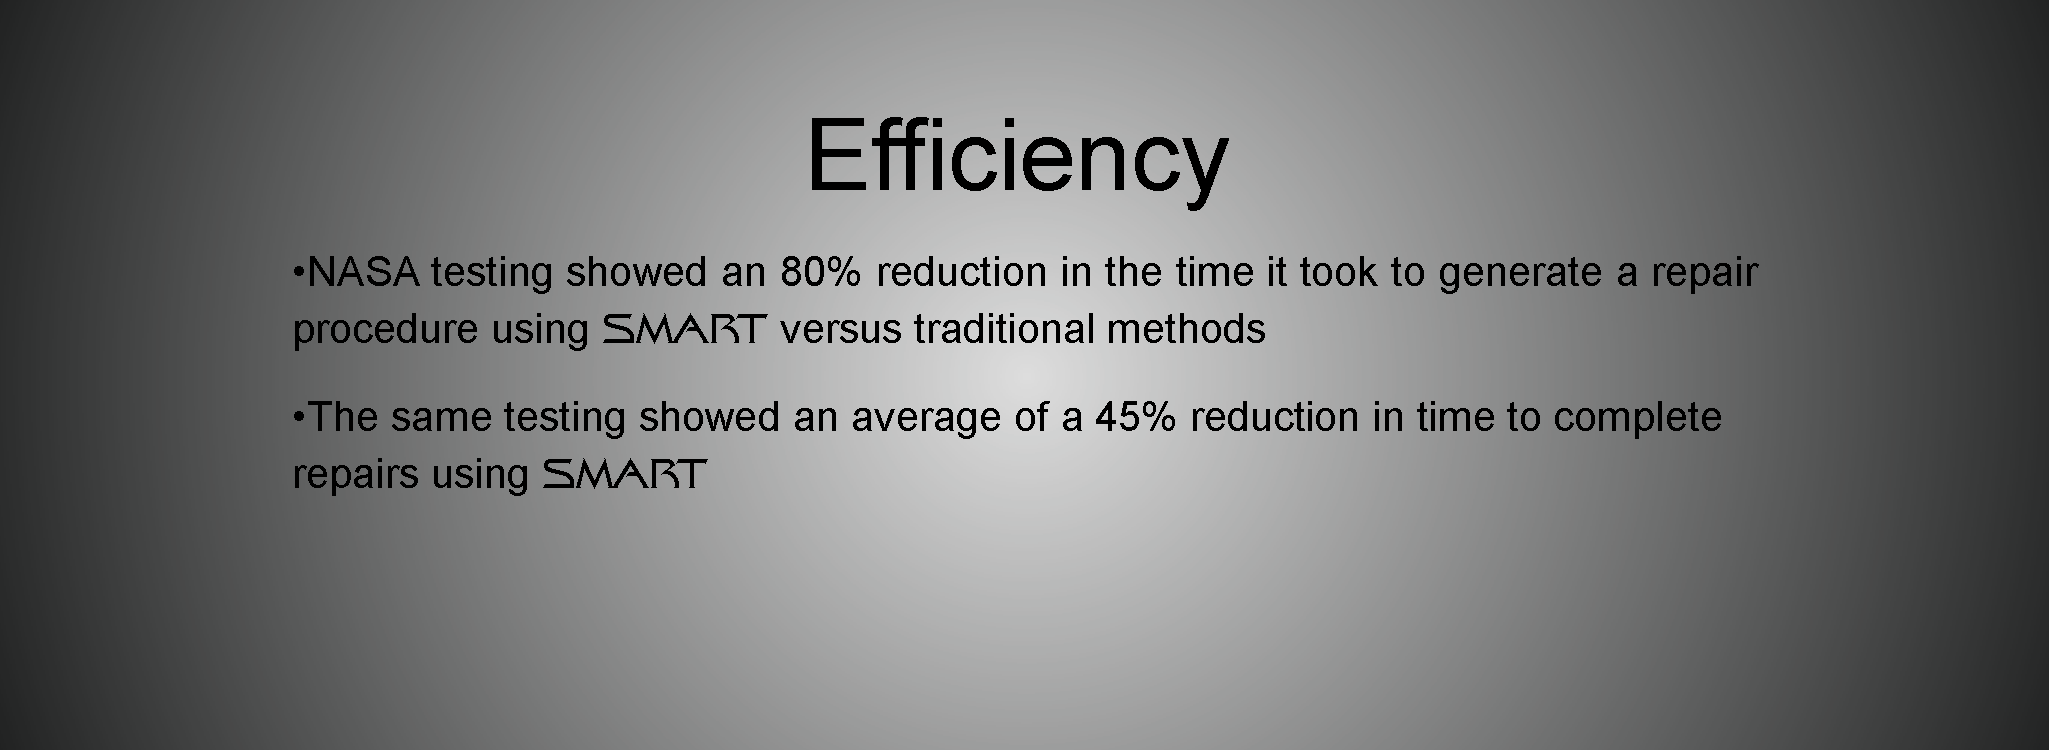 Efficiency
•NASA testing showed an 80% reduction in the time it took to generate a repair
procedure using SMART versus traditional methods
•The same testing showed an average of a 45% reduction in time to complete
repairs using SMART